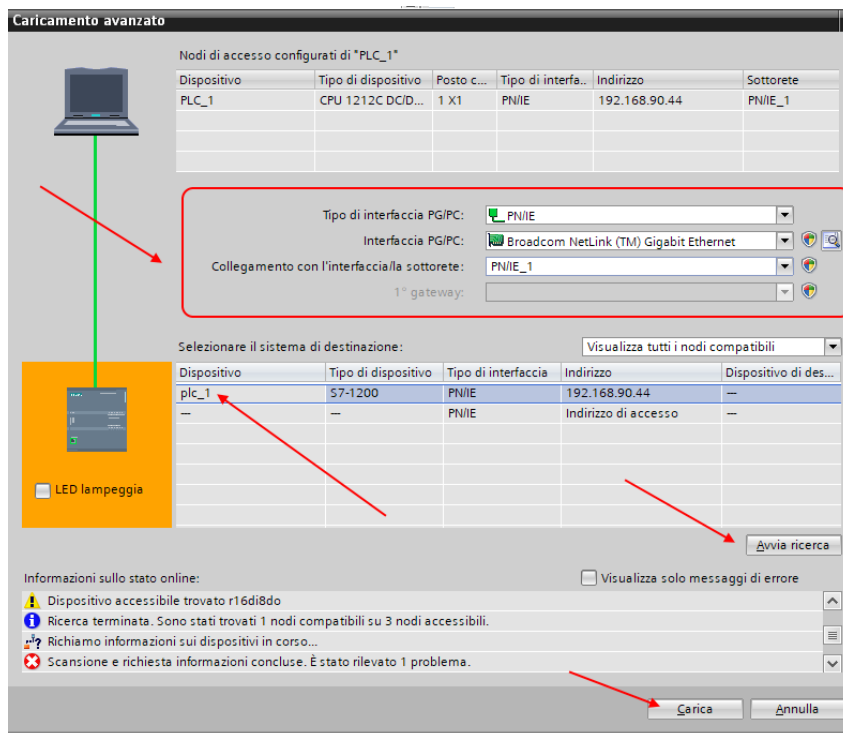 Caricamento avanzato
Nodi di accesso configurati di "PLC_1"
Dispositivo Tipo di dispositivo Posto c... Tipo di interfa.. Indirizzo Sottorete
PLC_1 CPU 1212C DC/D... 1 X1 PN/IE 192.168.90.44 PN/IE_1
Tipo di interfaccia PG/PC: PN/IE
Interfaccia PG/PC: Broadcom NetLink (TM) Gigabit Ethernet
Collegamento con l'interfaccia/la sottorete: PN/IE_1
1° gateway:
Selezionare il sistema di destinazione: Visualizza tutti i nodi compatibili
Dispositivo Tipo di dispositivo Tipo di interfaccia Indirizzo Dispositivo di des...
plc_1 S7-1200 PN/IE 192.168.90.44 —
— — PN/IE Indirizzo di accesso —
LED lampeggia
Avvia ricerca
Informazioni sullo stato online: Visualizza solo messaggi di errore
Dispositivo accessibile trovato r16di8do
Ricerca terminata. Sono stati trovati 1 nodi compatibili su 3 nodi accessibili.
Richiamo informazioni sui dispositivi in corso...
Scansione e richiesta informazioni concluse. È stato rilevato 1 problema.
Carica Annulla